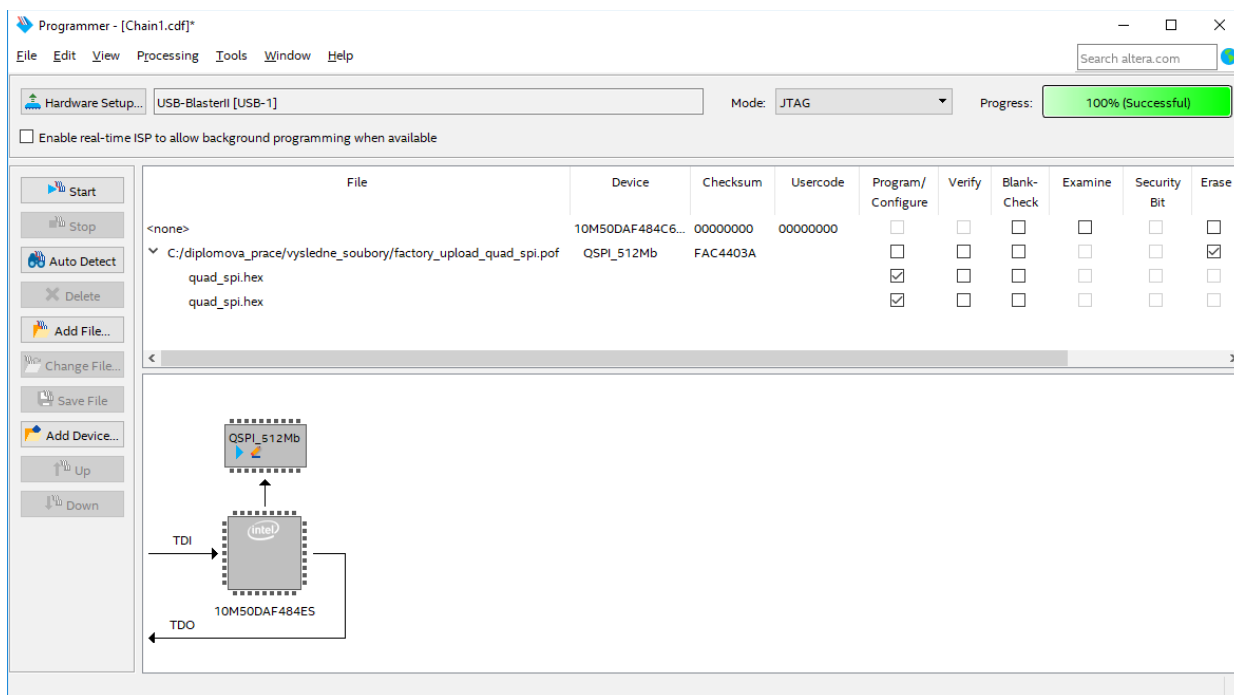 Programmer - [Chain1.cdf]*
File Edit View Processing Tools Window Help
Search altera.com
Hardware Setup... USB-BlasterII [USB-1] Mode: JTAG Progress: 100% (Successful)
Enable real-time ISP to allow background programming when available
Start
Stop
Auto Detect
Delete
Add File...
Change File...
Save File
Add Device...
Up
Down
File Device Checksum Usercode Program/ Verify Blank- Examine Security Erase
Configure Check Bit
<none> 10M50DAF484C6... 00000000 00000000
C:/diplomova_prace/vysledne_soubory/factory_upload_quad_spi.pof QSPI_512Mb FAC4403A
quad_spi.hex
quad_spi.hex
QSPI_512Mb
intel
TDI
10M50DAF484ES
TDO